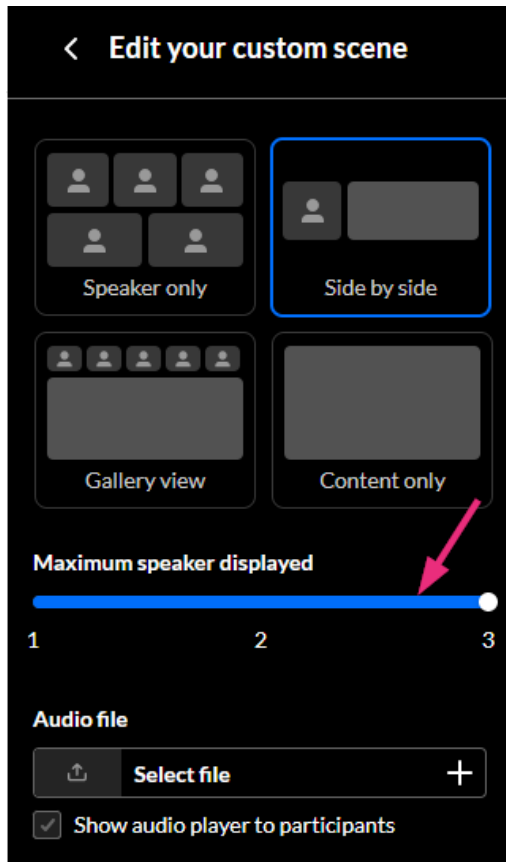 Edit your custom scene
Speaker only
Side by side
Gallery view
Content only
Maximum speaker displayed
1 2 3
Audio file
Select file
Show audio player to participants